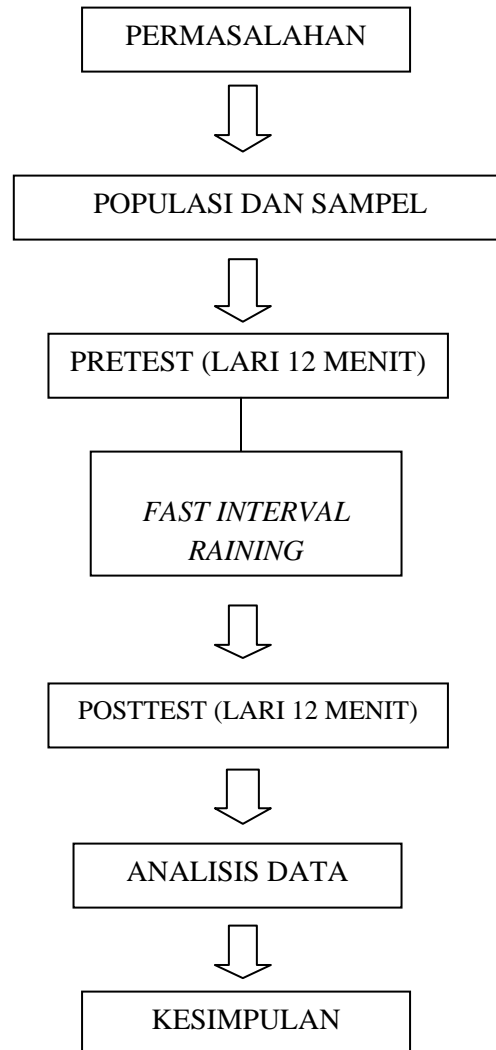 PERMASALAHAN
POPULASI DAN SAMPEL
PRETEST (LARI 12 MENIT)
FAST INTERVAL
RAINING
POSTTEST (LARI 12 MENIT)
ANALISIS DATA
KESIMPULAN